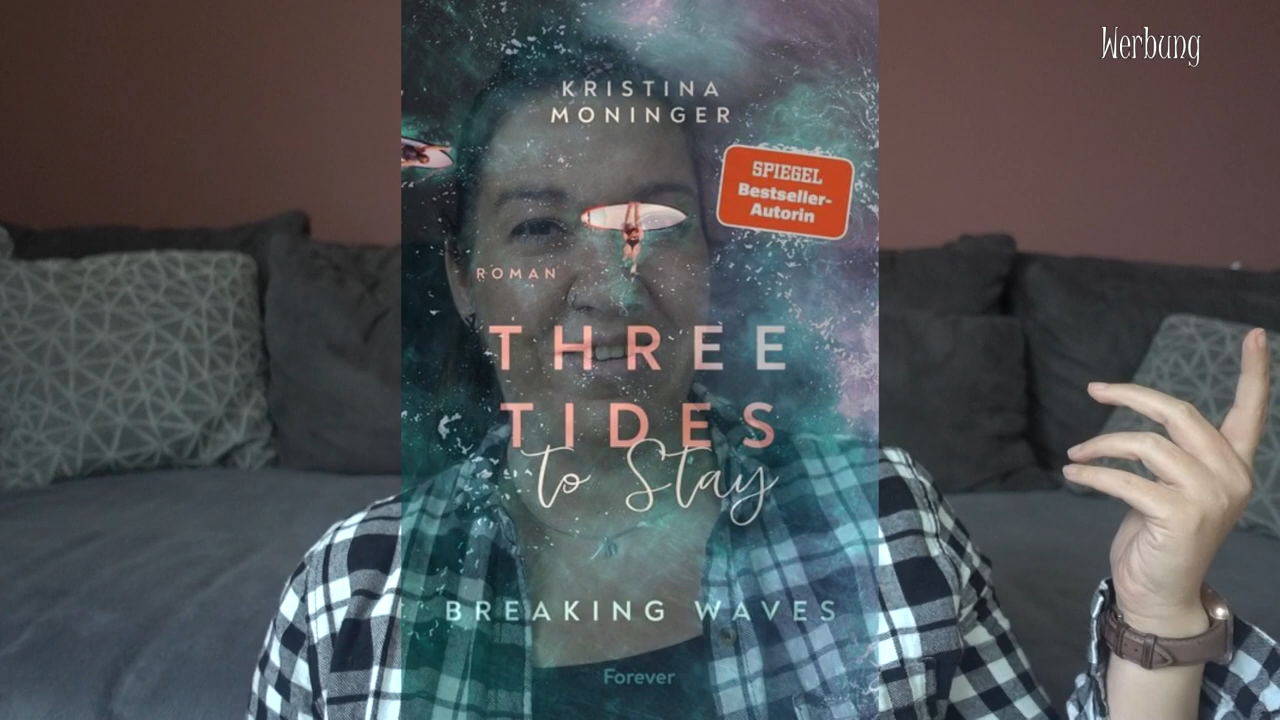 Werbung
KRISTINA
MONINGER
SPIEGEL
Bestseller-
Autorin
ROMAN
THREE
TIDES
to Stay
BREAKING WAVES
Forever